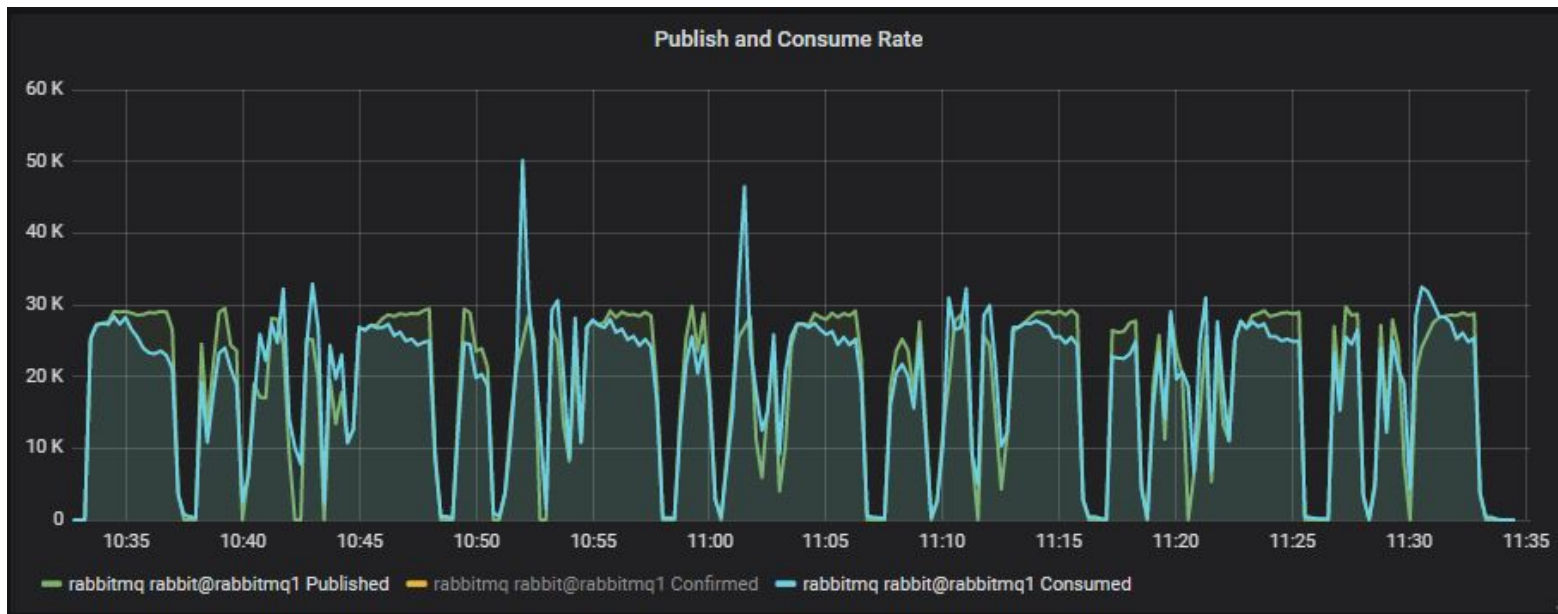 Publish and Consume Rate
60 K
50 K
40 K
30 K
20 K
10 K
0
10:35 10:40 10:45 10:50 10:55 11:00 11:05 11:10 11:15 11:20 11:25 11:30 11:35
rabbitmq rabbit@rabbitmq1 Published rabbitmq rabbit@rabbitmq1 Confirmed rabbitmq rabbit@rabbitmq1 Consumed